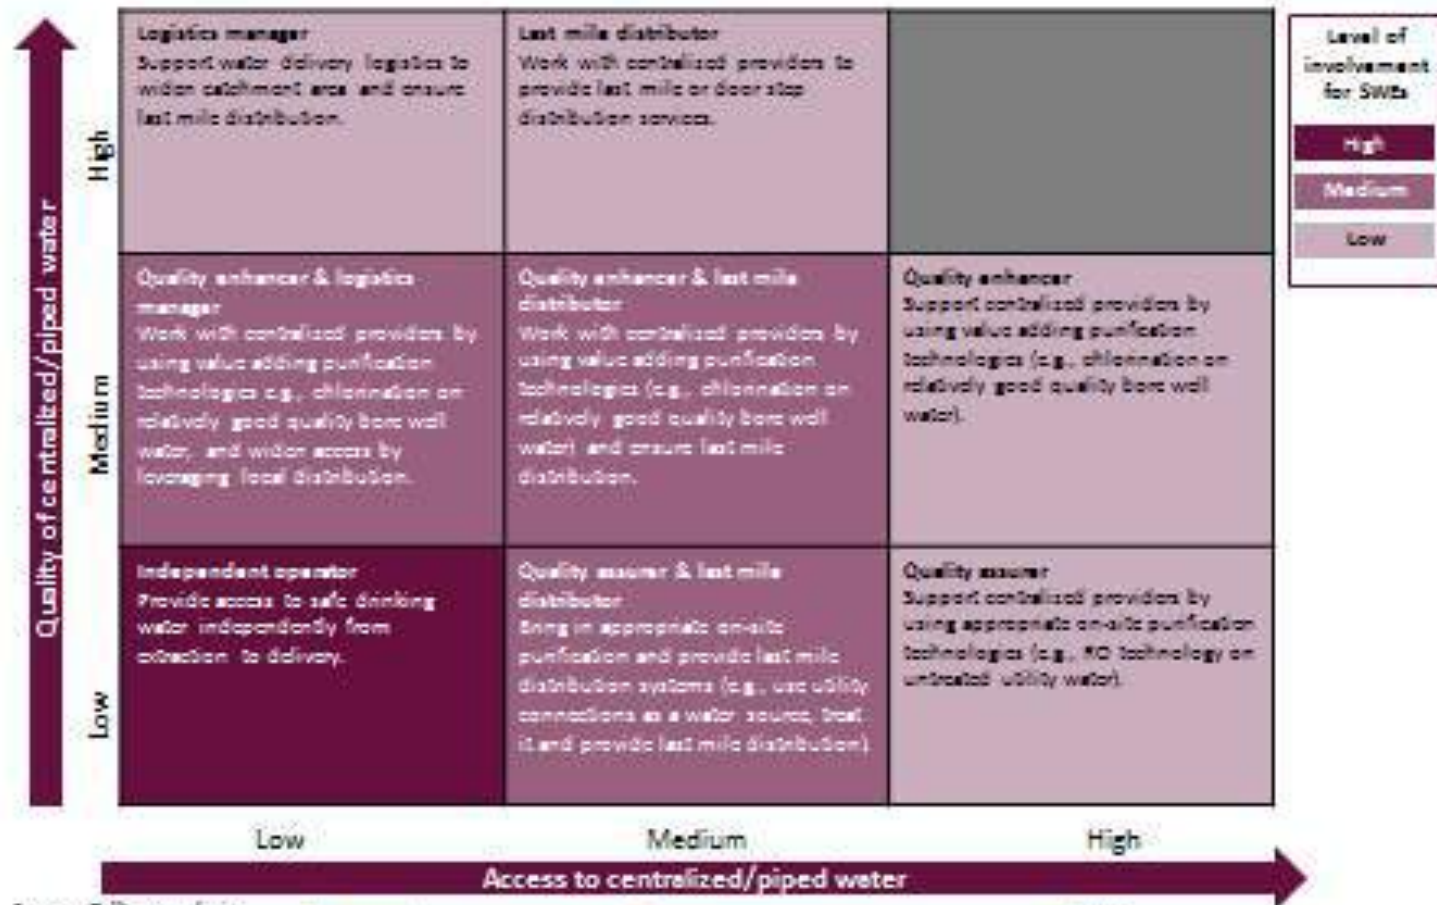 Logistics manager
Support water delivery logistics to
widen catchment area and ensure
last mile distribution.
Last mile distributor
Work with centralised providers to
provide last mile or door step
distribution services.
Level of
involvement
for SWEs
High
Medium
Low
Quality enhancer & logistics
manager
Work with centralised providers by
using value adding purification
technologies e.g., chlorination on
relatively good quality bore well
water, and widen access by
leveraging local distribution.
Quality enhancer & last mile
distributor
Work with centralised providers by
using value adding purification
technologies (e.g., chlorination on
relatively good quality bore well
water) and ensure last mile
distribution.
Quality enhancer
Support centralised providers by
using value adding purification
technologies (e.g., chlorination on
relatively good quality bore well
water).
Independent operator
Provide access to safe drinking
water independently from
extraction to delivery.
Quality assurer & last mile
distributor
Bring in appropriate on-site
purification and provide last mile
distribution systems (e.g., use utility
connections as a water source, treat
it and provide last mile distribution)
Quality assurer
Support centralised providers by
using appropriate on-site purification
technologies (e.g., RO technology on
untreated utility water).
Quality of centralized/piped water
High
Medium
Low
Low
Medium
High
Access to centralized/piped water